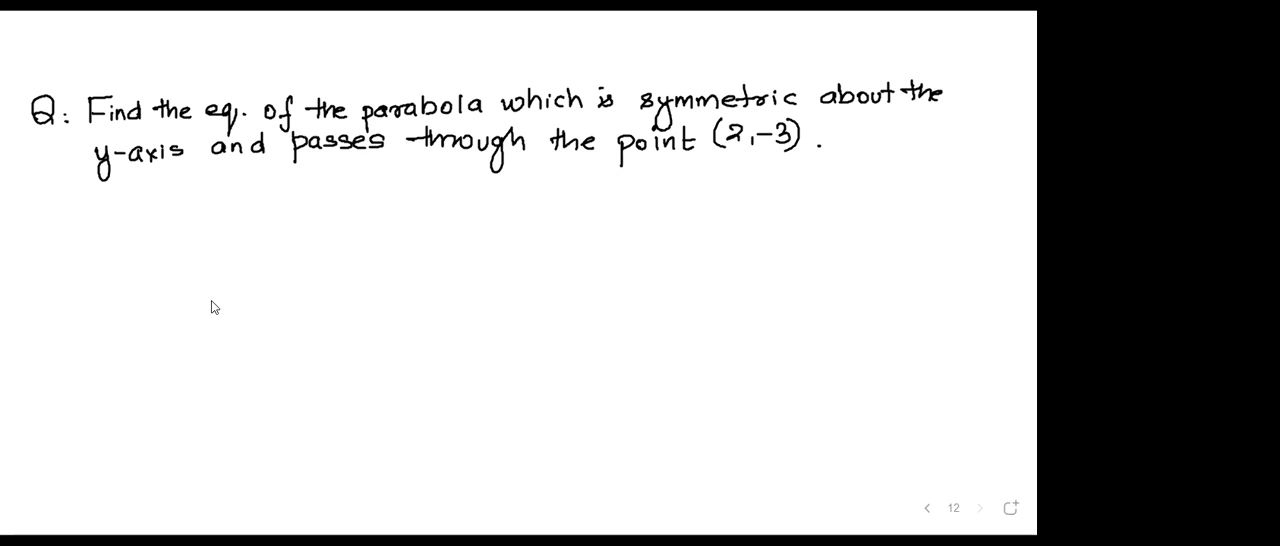 Q: Find the eq. of the parabola which is symmetric about the
y-axis and passes through the point (2,-3).
12